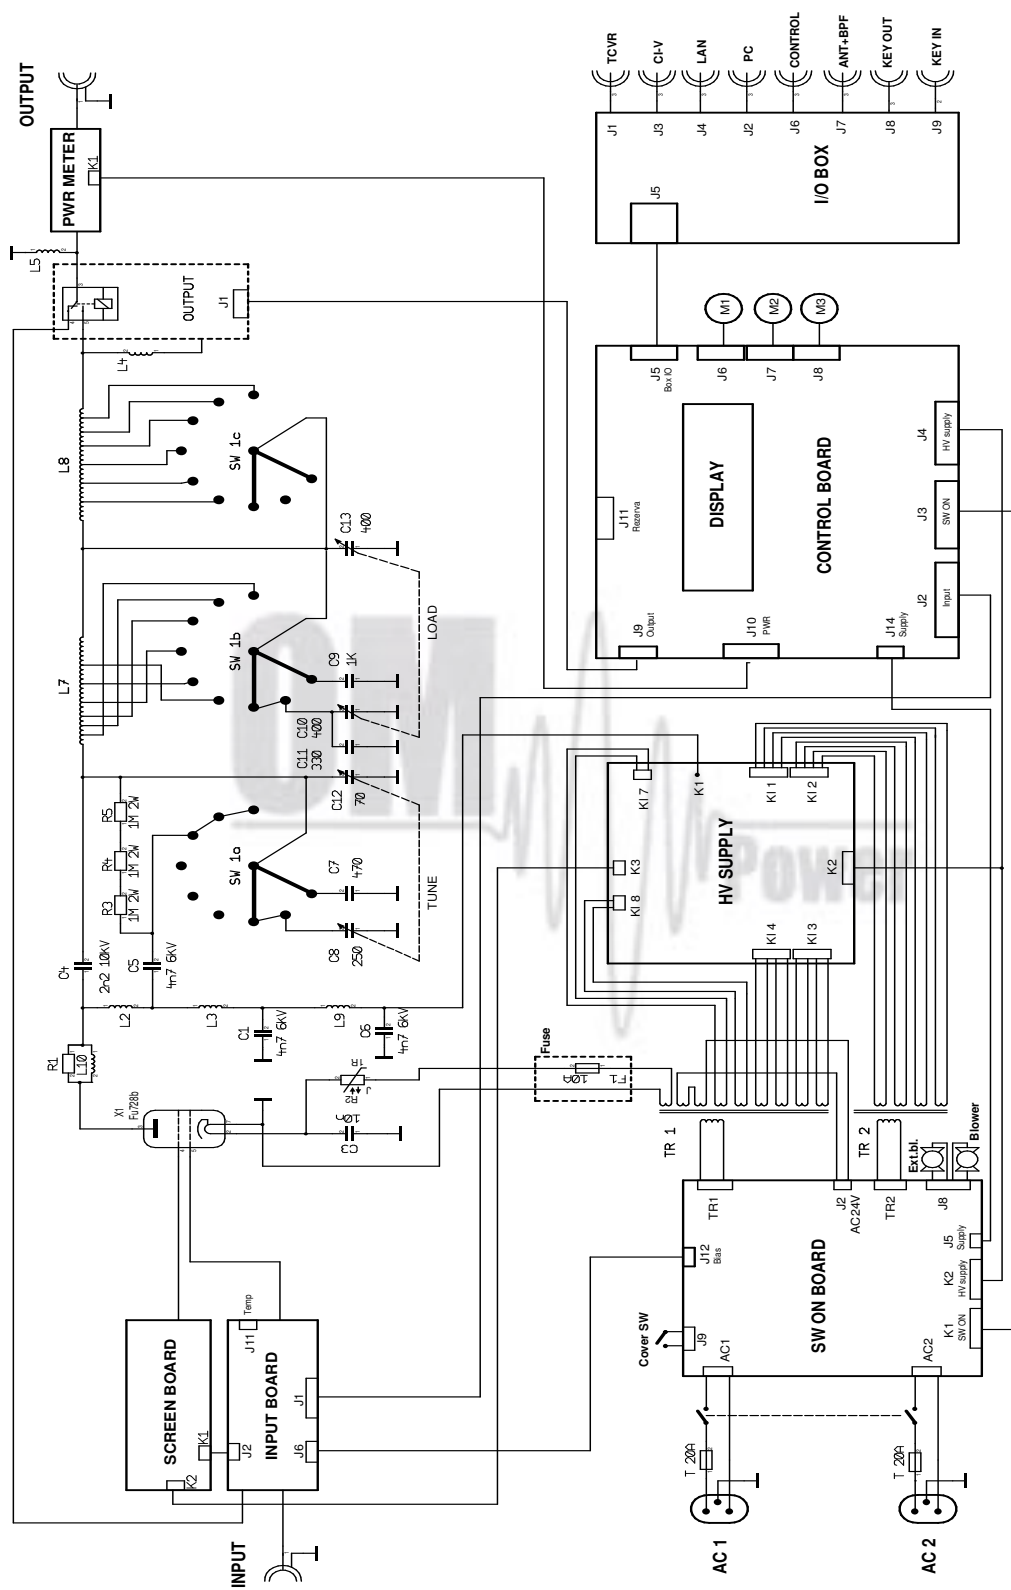 OUTPUT
PWR METER
K1
L5
OUTPUT
J1
L4
L8
SW 1c
C13
400
L7
SW 1b
C9
1K
C10
400
C11
330
C12
70
LOAD
R5
1M 2W
R4
1M 2W
R3
1M 2W
SW 1a
C7
470
C8
250
TUNE
C4
2n2 10kV
C5
4n7 6kV
L2
L3
L9
C1
4n7 6kV
C6
4n7 6kV
R1
L10
X1
Fu728b
R2
1R
J
C3
10n
Fuse
10A
F1
SCREEN BOARD
K2
K1
INPUT BOARD
J2
J11
Temp
J1
J6
INPUT
TCVR
CI-V
LAN
PC
CONTROL
ANT+BPF
KEY OUT
KEY IN
J1
J3
J4
J2
J6
J7
J8
J9
I/O BOX
J5
M1
M2
M3
J5
Box IO
J6
J7
J8
J11
Rezerva
DISPLAY
CONTROL BOARD
J4
HV supply
J3
SW ON
J2
Input
J9
Output
J10
PWR
J14
Supply
OM
Power
HV SUPPLY
KI 7
K1
KI 1
KI 2
K3
KI 8
K2
KI 4
KI 3
TR 1
TR 2
Ext.bl.
Blower
SW ON BOARD
TR1
J2
AC24V
TR2
J8
J12
Bias
J5
Supply
K2
HV supply
K1
SW ON
Cover SW
J9
AC1
AC2
T 20A
T 20A
AC 1
AC 2